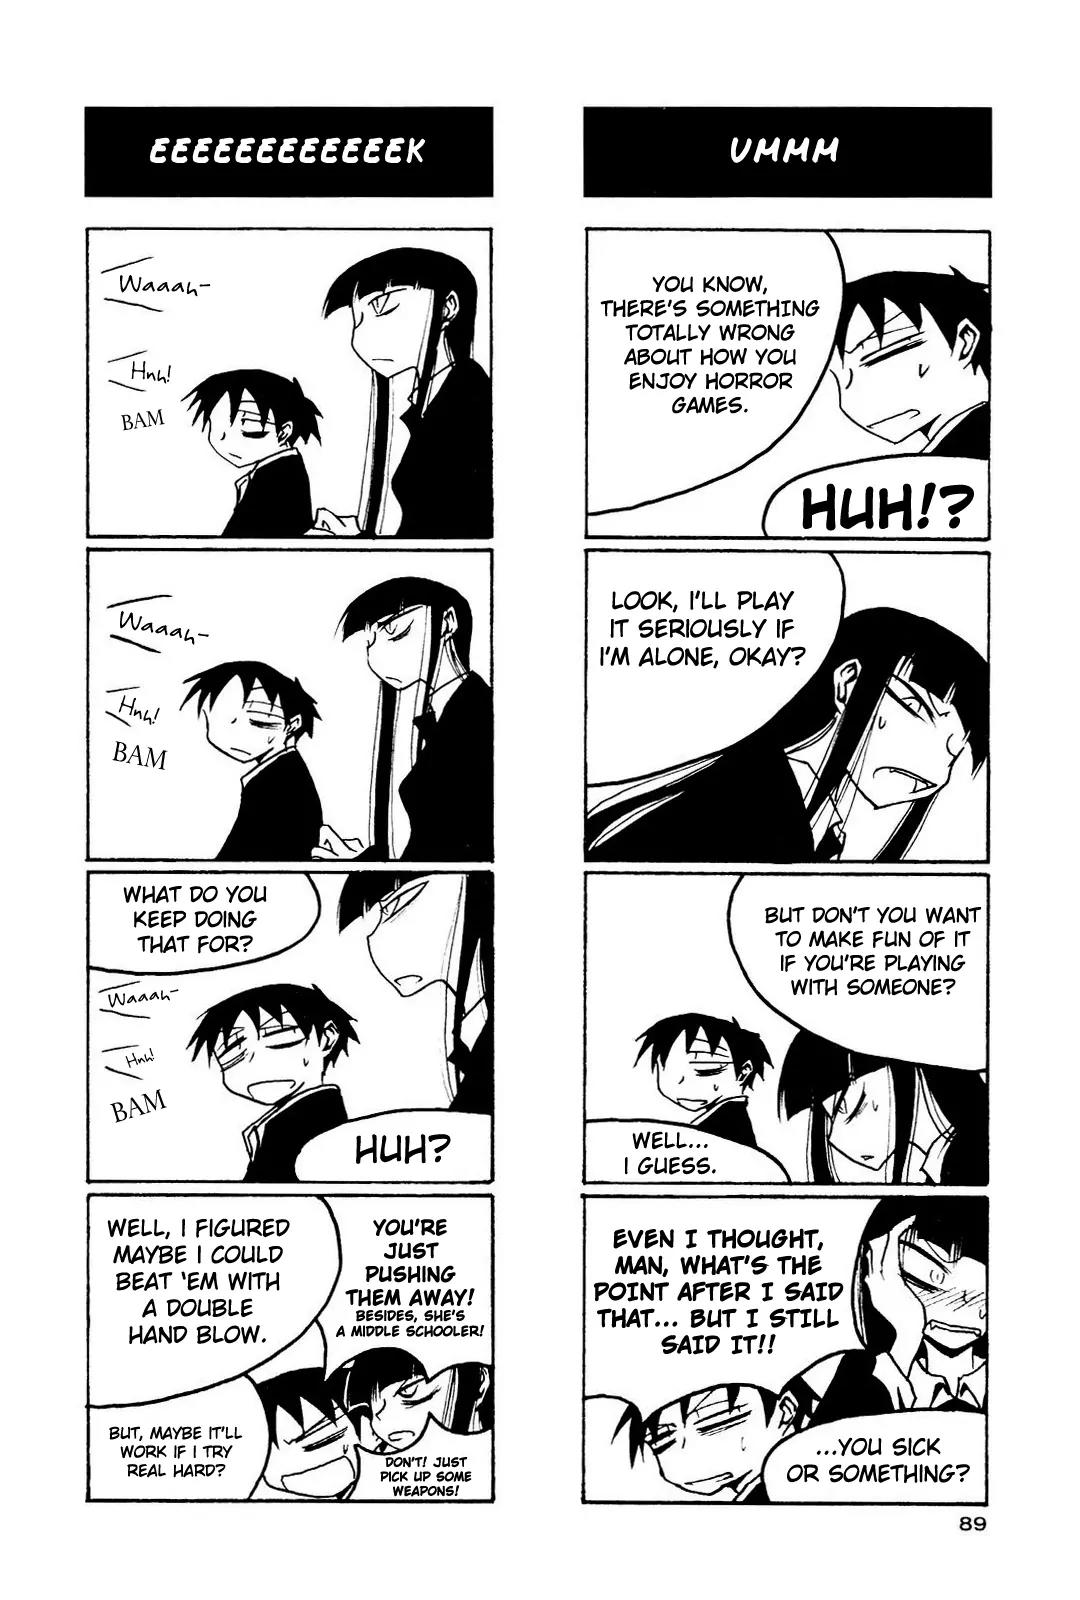 UMMM
YOU KNOW,
THERE'S SOMETHING
TOTALLY WRONG
ABOUT HOW YOU
ENJOY HORROR
GAMES.
HUH!?
LOOK, I'LL PLAY
IT SERIOUSLY IF
I'M ALONE, OKAY?
BUT DON'T YOU WANT
TO MAKE FUN OF IT
IF YOU'RE PLAYING
WITH SOMEONE?
WELL...
I GUESS.
EVEN I THOUGHT,
MAN, WHAT'S THE
POINT AFTER I SAID
THAT... BUT I STILL
SAID IT!!
...YOU SICK
OR SOMETHING?
EEEEEEEEEEEEK
Waaah-
Hnh!
BAM
Waaah-
Hnh!
BAM
WHAT DO YOU
KEEP DOING
THAT FOR?
Waaah-
Hnh!
BAM
HUH?
YOU'RE
JUST
PUSHING
THEM AWAY!
BESIDES, SHE'S
A MIDDLE SCHOOLER!
WELL, I FIGURED
MAYBE I COULD
BEAT 'EM WITH
A DOUBLE
HAND BLOW.
DON'T! JUST
PICK UP SOME
WEAPONS!
BUT, MAYBE IT'LL
WORK IF I TRY
REAL HARD?
89